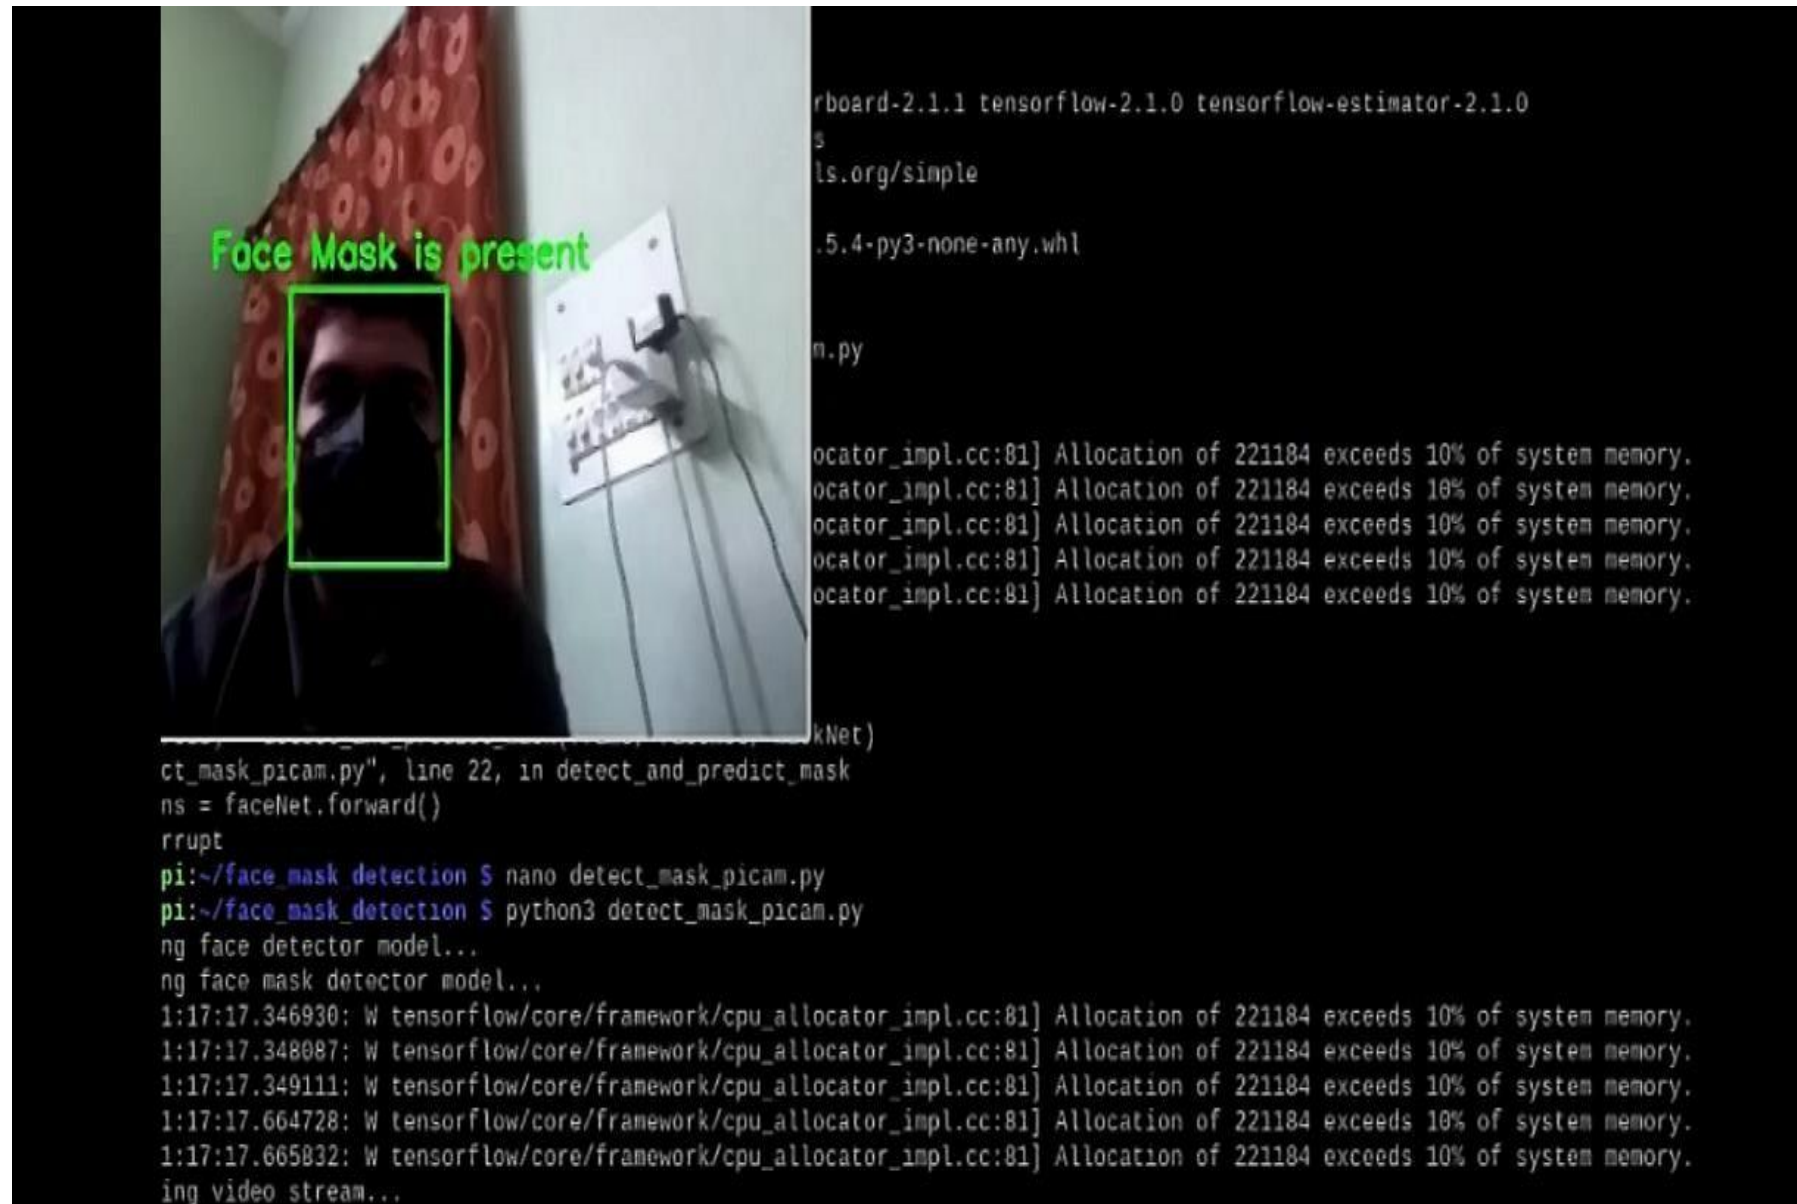 Face Mask is present
rboard-2.1.1 tensorflow-2.1.0 tensorflow-estimator-2.1.0
s
ls.org/simple
.5.4-py3-none-any.whl
m.py
ocator_impl.cc:81] Allocation of 221184 exceeds 10% of system memory.
ocator_impl.cc:81] Allocation of 221184 exceeds 10% of system memory.
ocator_impl.cc:81] Allocation of 221184 exceeds 10% of system memory.
ocator_impl.cc:81] Allocation of 221184 exceeds 10% of system memory.
ocator_impl.cc:81] Allocation of 221184 exceeds 10% of system memory.
kNet)
ct_mask_picam.py", line 22, in detect_and_predict_mask
ns = faceNet.forward()
rrupt
pi:~/face_mask_detection $ nano detect_mask_picam.py
pi:~/face_mask_detection $ python3 detect_mask_picam.py
ng face detector model...
ng face mask detector model...
1:17:17.346930: W tensorflow/core/framework/cpu_allocator_impl.cc:81] Allocation of 221184 exceeds 10% of system memory.
1:17:17.348087: W tensorflow/core/framework/cpu_allocator_impl.cc:81] Allocation of 221184 exceeds 10% of system memory.
1:17:17.349111: W tensorflow/core/framework/cpu_allocator_impl.cc:81] Allocation of 221184 exceeds 10% of system memory.
1:17:17.664728: W tensorflow/core/framework/cpu_allocator_impl.cc:81] Allocation of 221184 exceeds 10% of system memory.
1:17:17.665832: W tensorflow/core/framework/cpu_allocator_impl.cc:81] Allocation of 221184 exceeds 10% of system memory.
ing video stream...